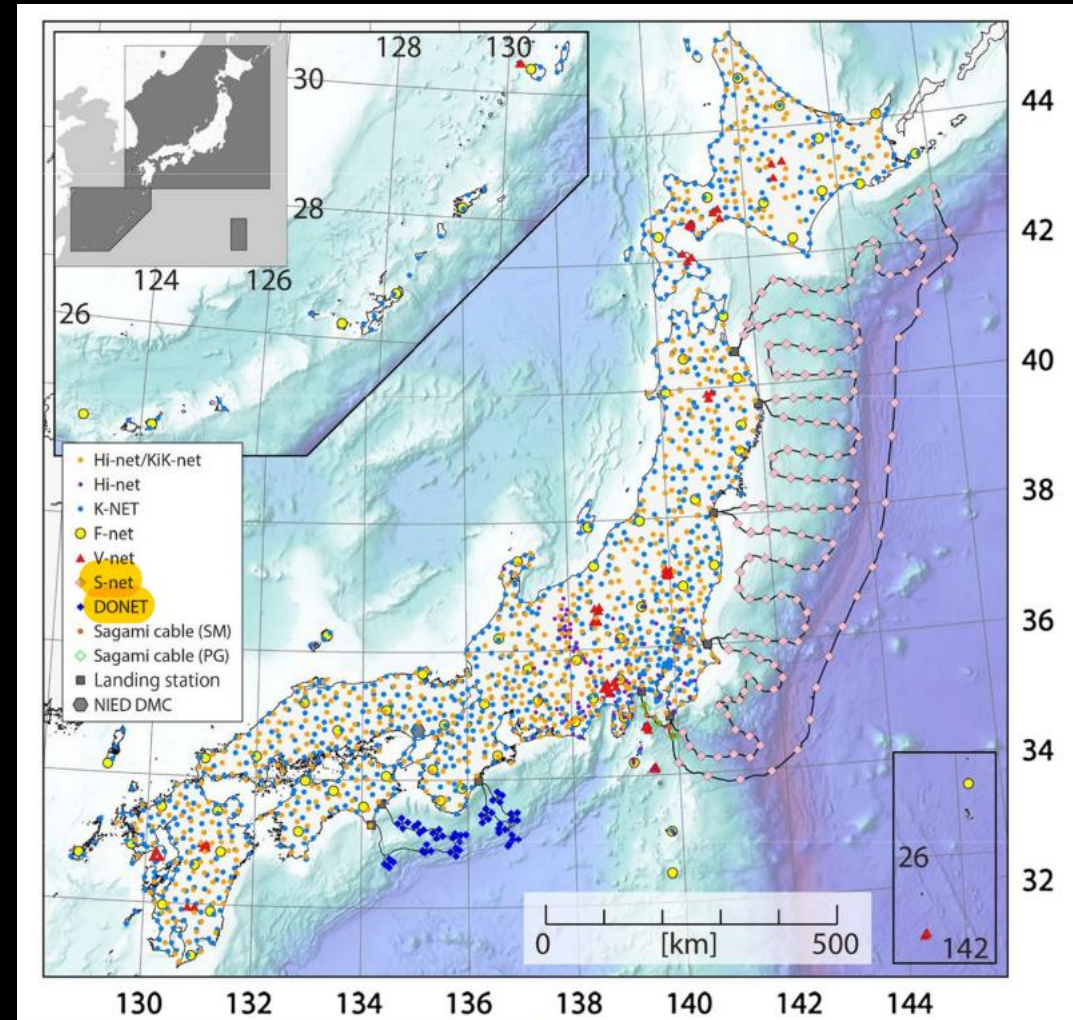 128
130
30
28
124
126
26
44
42
40
38
36
34
32
Hi-net/KiK-net
Hi-net
K-NET
F-net
V-net
S-net
DONET
Sagami cable (SM)
Sagami cable (PG)
Landing station
NIED DMC
26
142
0 [km] 500
130 132 134 136 138 140 142 144